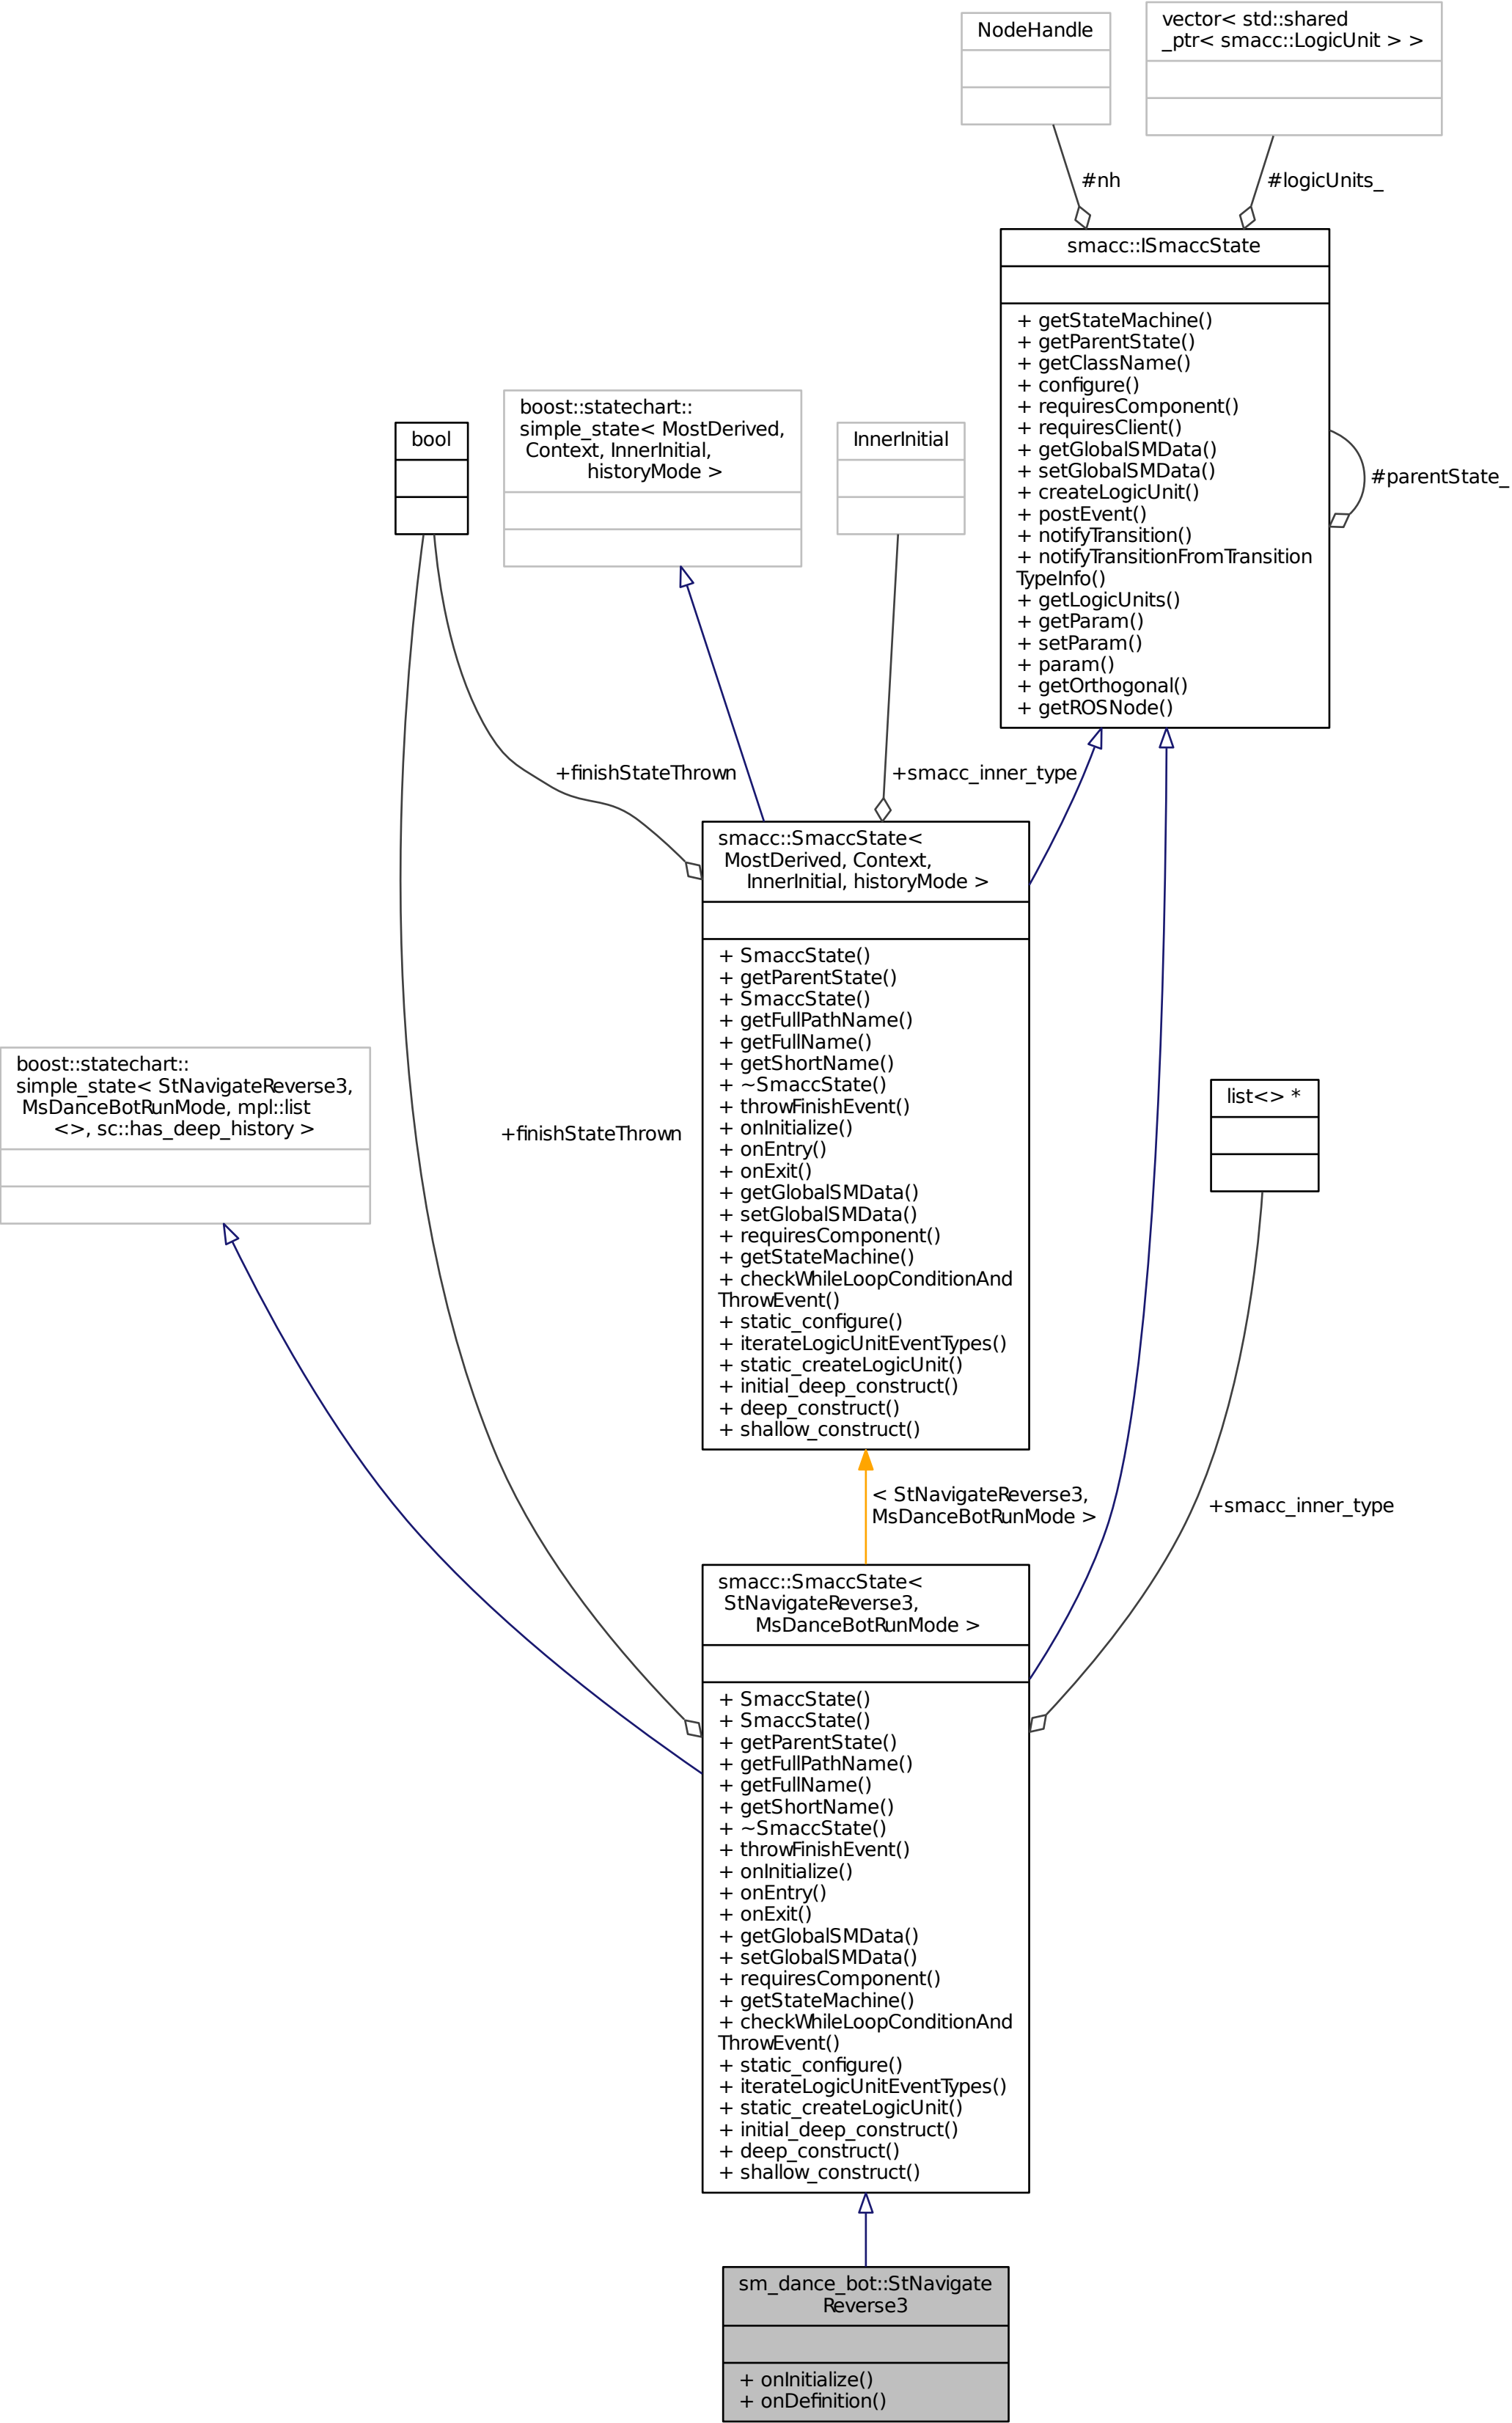 NodeHandle
vector< std::shared
_ptr< smacc::LogicUnit > >
#nh
#logicUnits_
smacc::ISmaccState
+ getStateMachine()
+ getParentState()
+ getClassName()
+ configure()
+ requiresComponent()
+ requiresClient()
+ getGlobalSMData()
+ setGlobalSMData()
+ createLogicUnit()
+ postEvent()
+ notifyTransition()
+ notifyTransitionFromTransition
TypeInfo()
+ getLogicUnits()
+ getParam()
+ setParam()
+ param()
+ getOrthogonal()
+ getROSNode()
#parentState_
bool
boost::statechart::
simple_state< MostDerived,
Context, InnerInitial,
historyMode >
InnerInitial
+finishStateThrown
+smacc_inner_type
smacc::SmaccState<
MostDerived, Context,
InnerInitial, historyMode >
+ SmaccState()
+ getParentState()
+ SmaccState()
+ getFullPathName()
+ getFullName()
+ getShortName()
+ ~SmaccState()
+ throwFinishEvent()
+ onInitialize()
+ onEntry()
+ onExit()
+ getGlobalSMData()
+ setGlobalSMData()
+ requiresComponent()
+ getStateMachine()
+ checkWhileLoopConditionAnd
ThrowEvent()
+ static_configure()
+ iterateLogicUnitEventTypes()
+ static_createLogicUnit()
+ initial_deep_construct()
+ deep_construct()
+ shallow_construct()
boost::statechart::
simple_state< StNavigateReverse3,
MsDanceBotRunMode, mpl::list
<>, sc::has_deep_history >
+finishStateThrown
list<> *
< StNavigateReverse3,
MsDanceBotRunMode >
+smacc_inner_type
smacc::SmaccState<
StNavigateReverse3,
MsDanceBotRunMode >
+ SmaccState()
+ SmaccState()
+ getParentState()
+ getFullPathName()
+ getFullName()
+ getShortName()
+ ~SmaccState()
+ throwFinishEvent()
+ onInitialize()
+ onEntry()
+ onExit()
+ getGlobalSMData()
+ setGlobalSMData()
+ requiresComponent()
+ getStateMachine()
+ checkWhileLoopConditionAnd
ThrowEvent()
+ static_configure()
+ iterateLogicUnitEventTypes()
+ static_createLogicUnit()
+ initial_deep_construct()
+ deep_construct()
+ shallow_construct()
sm_dance_bot::StNavigate
Reverse3
+ onInitialize()
+ onDefinition()